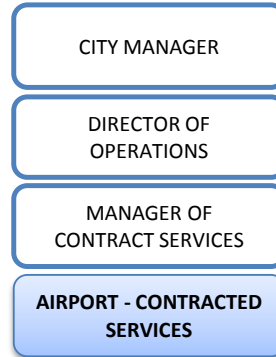 CITY MANAGER
DIRECTOR OF
OPERATIONS
MANAGER OF
CONTRACT SERVICES
AIRPORT - CONTRACTED
SERVICES